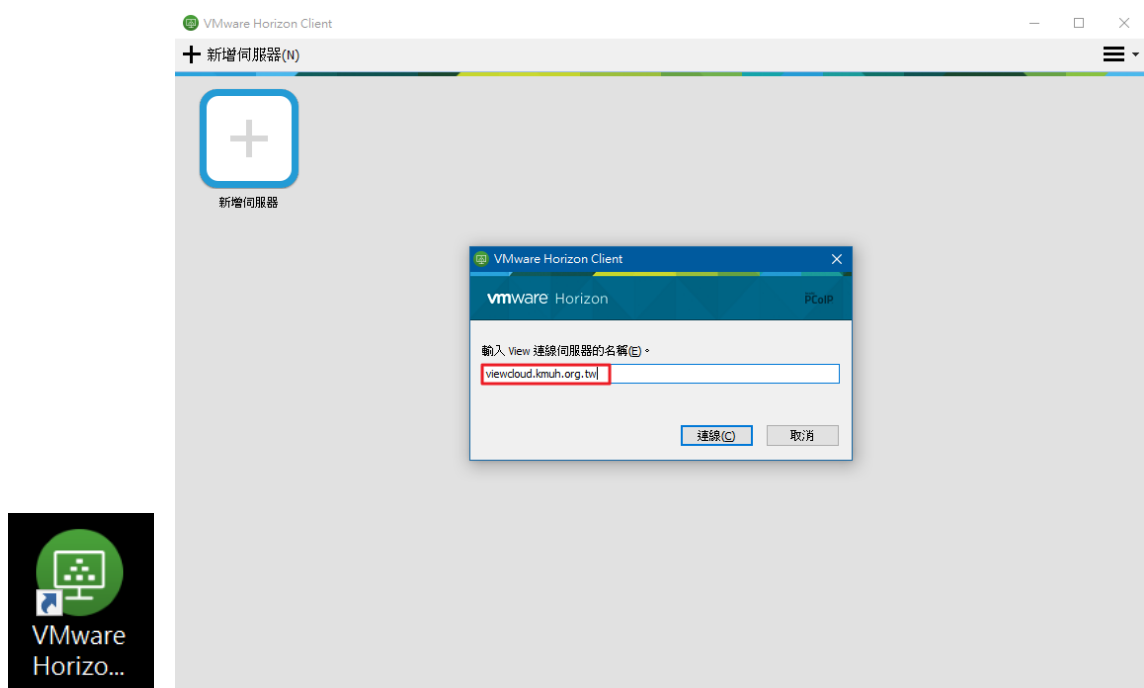 VMware Horizon Client
新增伺服器(N)
新增伺服器
VMware Horizon Client
vmware Horizon
PCoIP
輸入 View 連線伺服器的名稱(E)。
viewcloud.kmuh.org.tw
連線(C)
取消
VMware
Horizo...